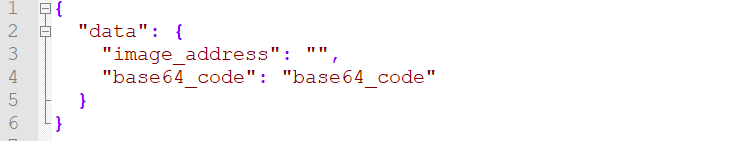 1 {
2   "data": {
3     "image_address": "",
4     "base64_code": "base64_code"
5   }
6 }